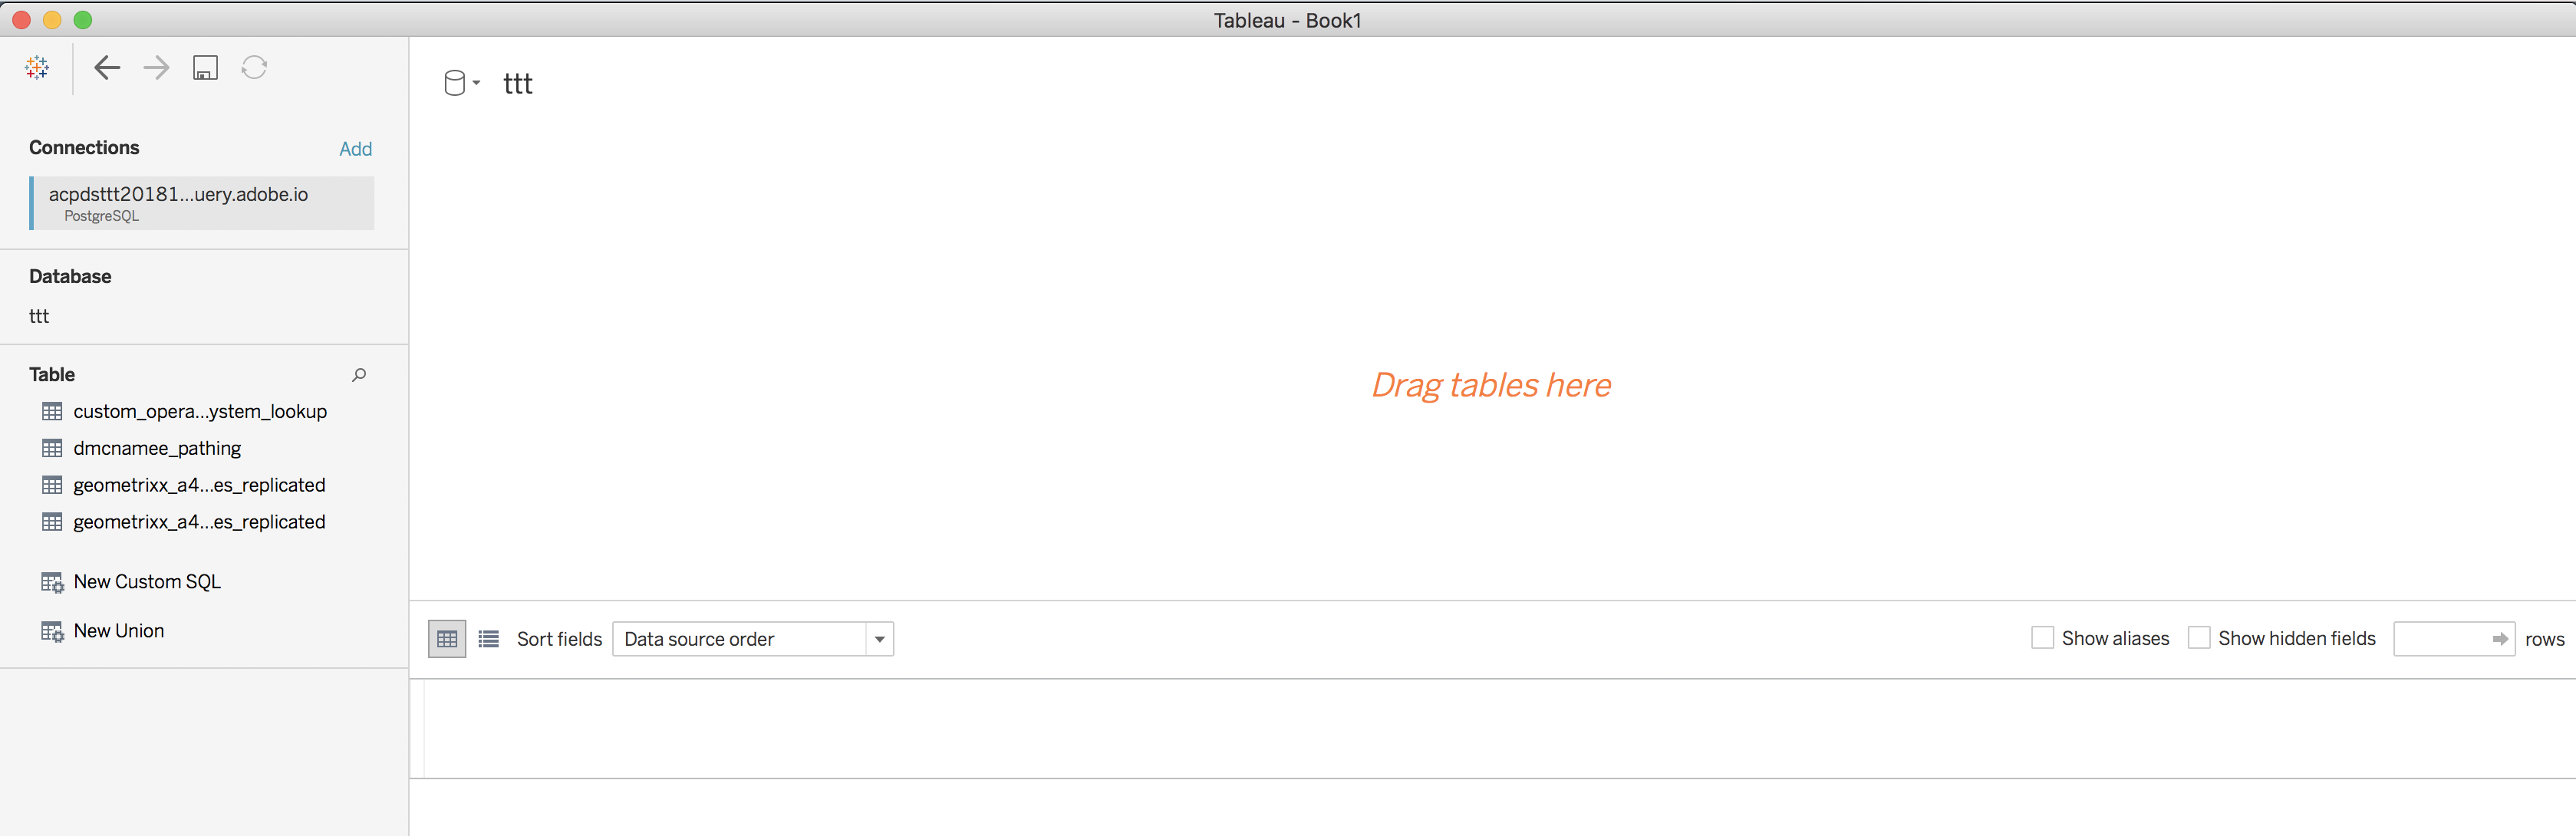 Tableau - Book1
ttt
Connections
Add
acpdsttt20181...uery.adobe.io
PostgreSQL
Database
ttt
Table
custom_opera...ystem_lookup
dmcnamee_pathing
geometrixx_a4...es_replicated
geometrixx_a4...es_replicated
New Custom SQL
New Union
Drag tables here
Sort fields Data source order Show aliases Show hidden fields rows